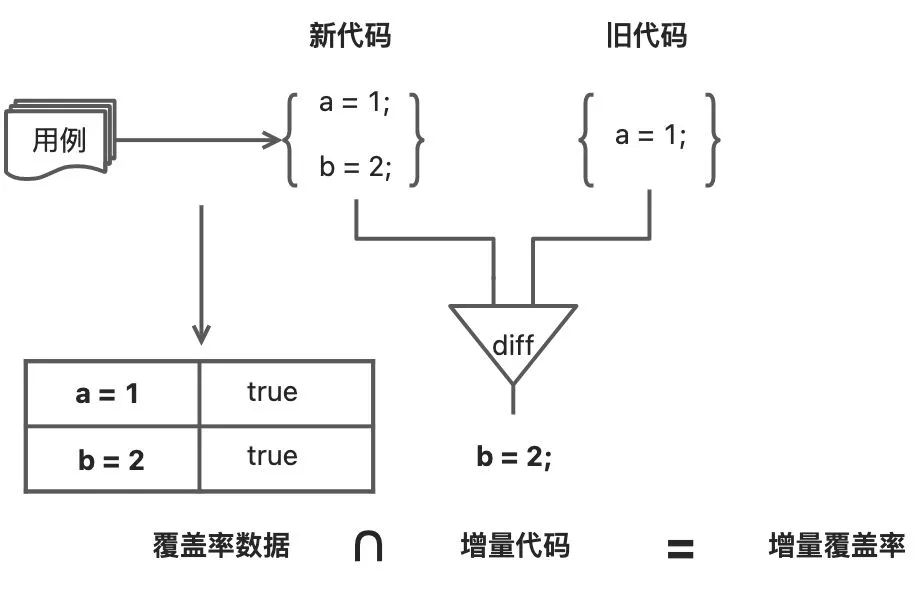 新代码
旧代码
用例
a = 1;
b = 2;
a = 1;
diff
a = 1 true
b = 2 true
b = 2;
覆盖率数据 ∩ 增量代码 = 增量覆盖率